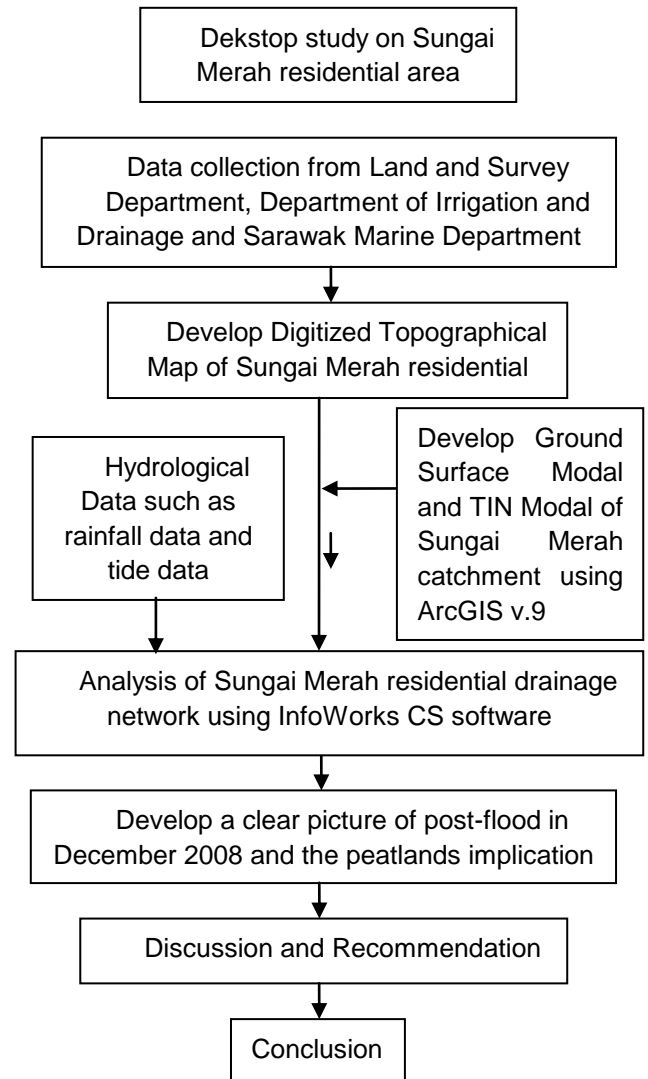 Dekstop study on Sungai
Merah residential area
Data collection from Land and Survey
Department, Department of Irrigation and
Drainage and Sarawak Marine Department
Develop Digitized Topographical
Map of Sungai Merah residential
Hydrological
Data such as
rainfall data and
tide data
Develop Ground
Surface Modal
and TIN Modal of
Sungai Merah
catchment using
ArcGIS v.9
Analysis of Sungai Merah residential drainage
network using InfoWorks CS software
Develop a clear picture of post-flood in
December 2008 and the peatlands implication
Discussion and Recommendation
Conclusion